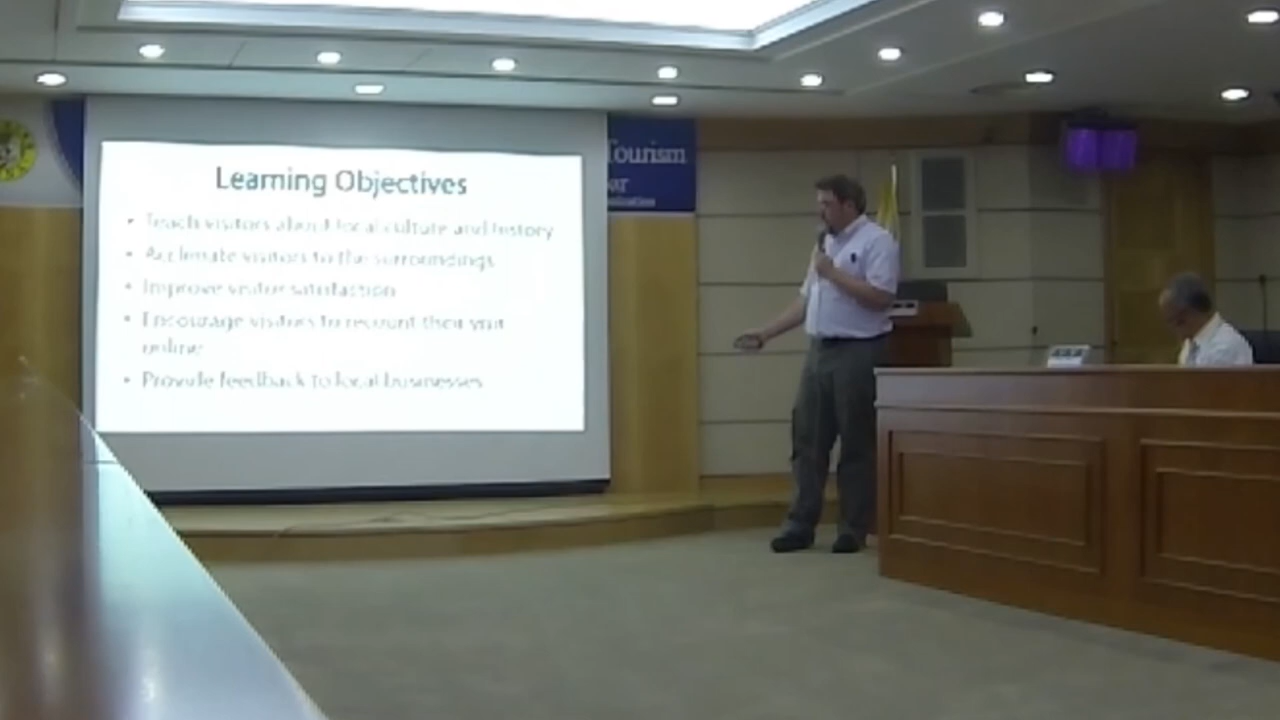 Learning Objectives
• Teach visitors about local culture and history
• Acclimate visitors to the surroundings
• Improve visitor satisfaction
• Encourage visitors to recount their visit
online
• Provide feedback to local businesses
Tourism